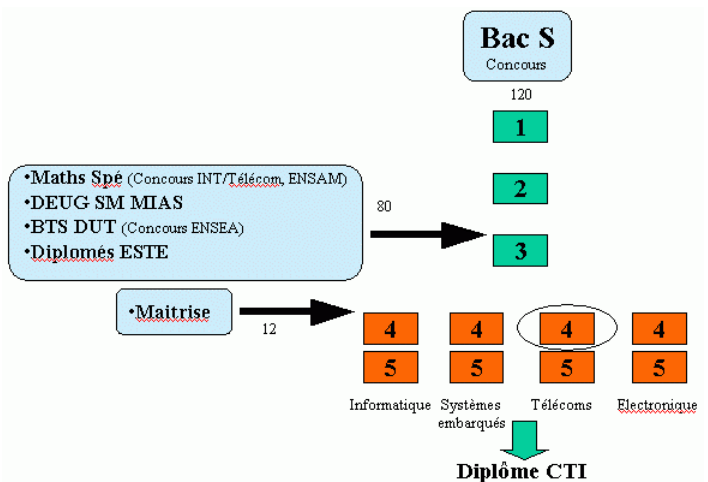 Bac S
Concours
120
1
2
•Maths Spé (Concours INT/Télécom, ENSAM)
•DEUG SM MIAS
•BTS DUT (Concours ENSEA)
•Diplomés ESTE
80
3
•Maitrise
12
4 4 4 4
5 5 5 5
Informatique Systèmes Télécoms Electronique
embarqués
Diplôme CTI